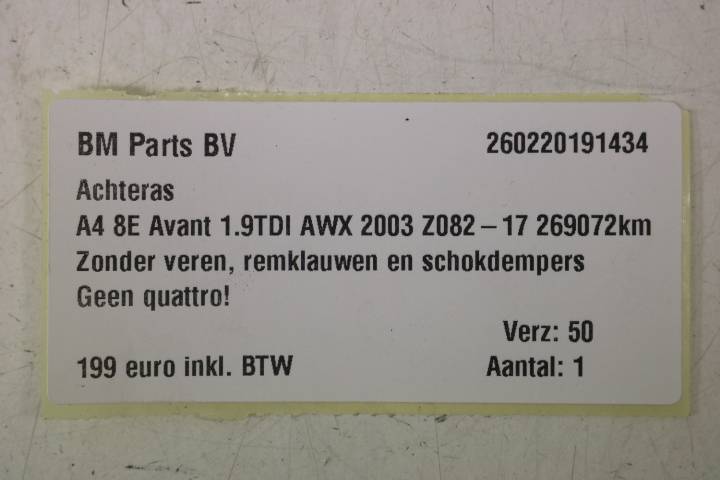 BM Parts BV 260220191434
Achteras
A4 8E Avant 1.9TDI AWX 2003 Z082 – 17 269072km
Zonder veren, remklauwen en schokdempers
Geen quattro!
Verz: 50
199 euro inkl. BTW Aantal: 1